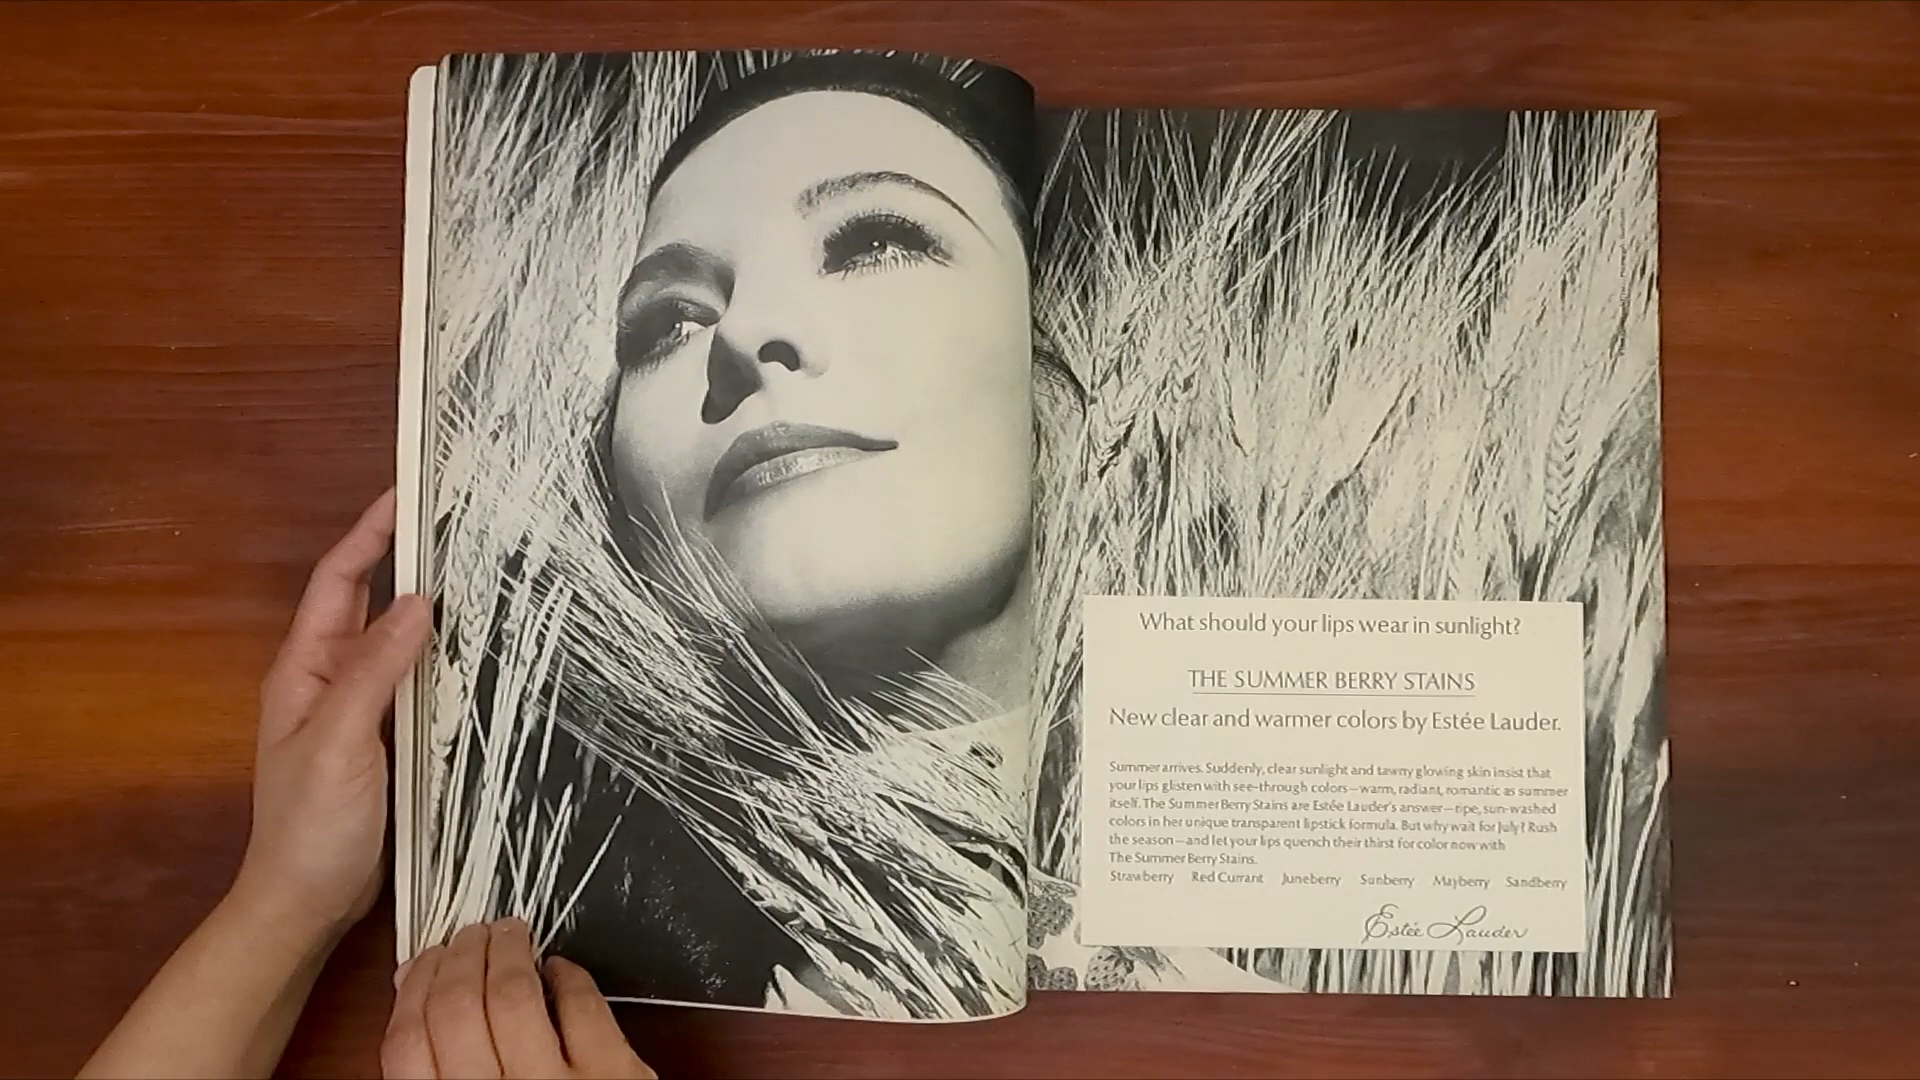 What should your lips wear in sunlight?
THE SUMMER BERRY STAINS
New clear and warmer colors by Estée Lauder.
Summer arrives. Suddenly, clear sunlight and tawny glowing skin insist that
your lips glisten with see-through colors—warm, radiant, romantic as summer
itself. The Summer Berry Stains are Estée Lauder's answer—ripe, sun-washed
colors in her unique transparent lipstick formula. But why wait for July? Rush
the season—and let your lips quench their thirst for color now with
The Summer Berry Stains.
Strawberry Red Currant Juneberry Sunberry Mayberry Sandberry
Estée Lauder